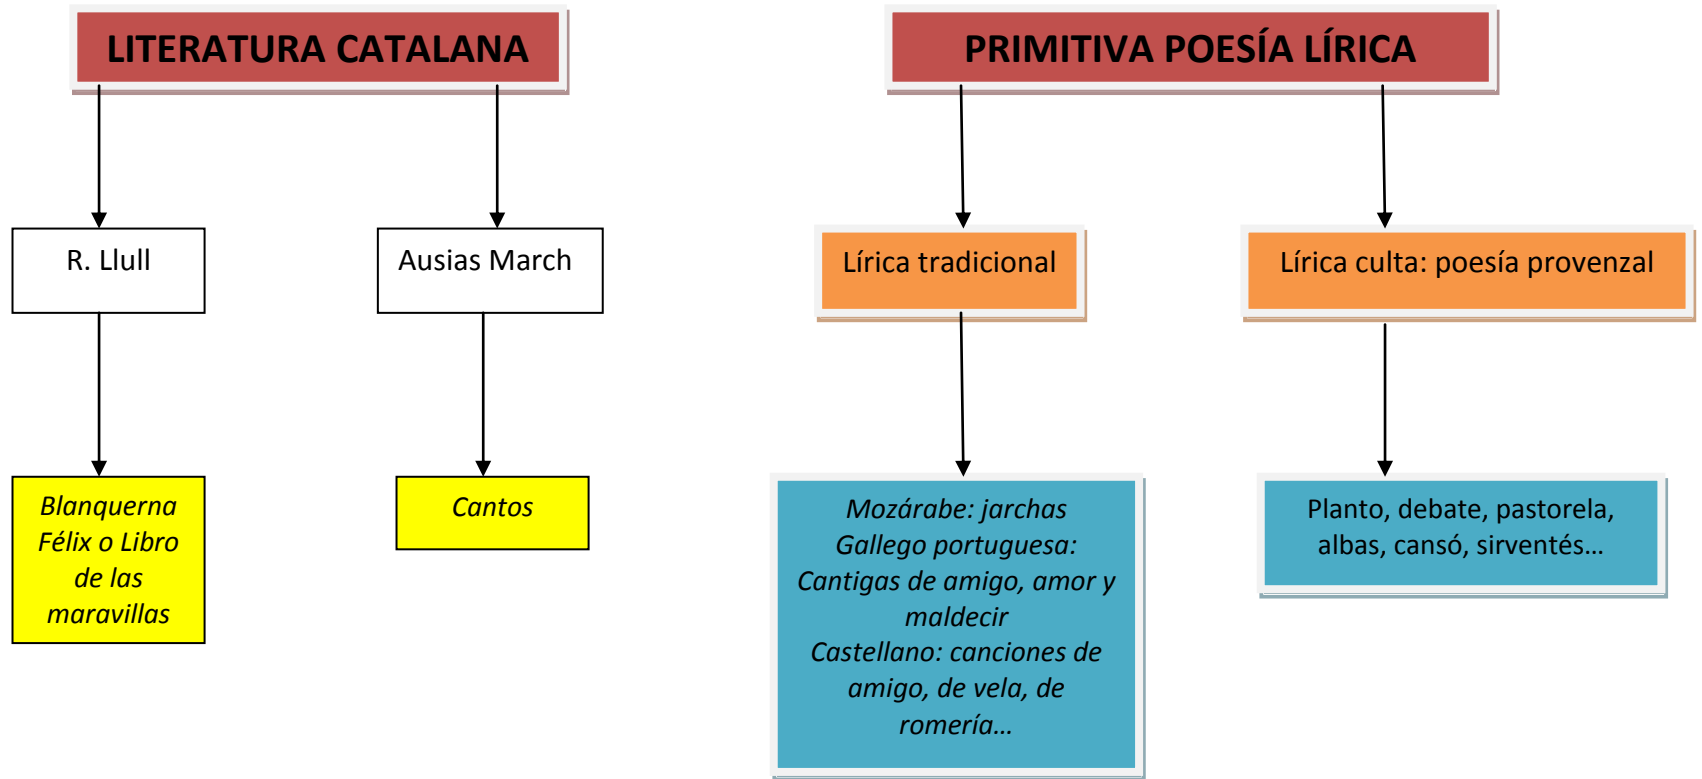 LITERATURA CATALANA
PRIMITIVA POESÍA LÍRICA
R. Llull
Ausias March
Lírica tradicional
Lírica culta: poesía provenzal
Blanquerna
Félix o Libro
de las
maravillas
Cantos
Mozárabe: jarchas
Gallego portuguesa:
Cantigas de amigo, amor y
maldecir
Castellano: canciones de
amigo, de vela, de
romería…
Planto, debate, pastorela,
albas, cansó, sirventés…